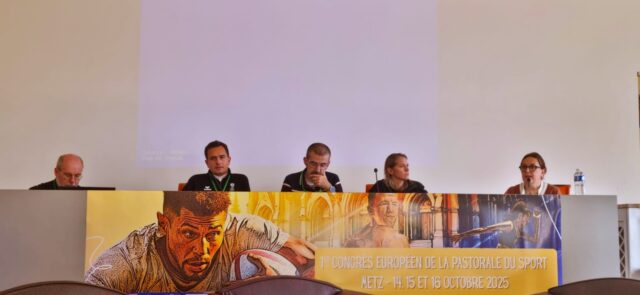 1ER CONGRÈS EUROPÉEN DE LA PASTORALE DU SPORT
METZ - 14, 15 ET 16 OCTOBRE 2025